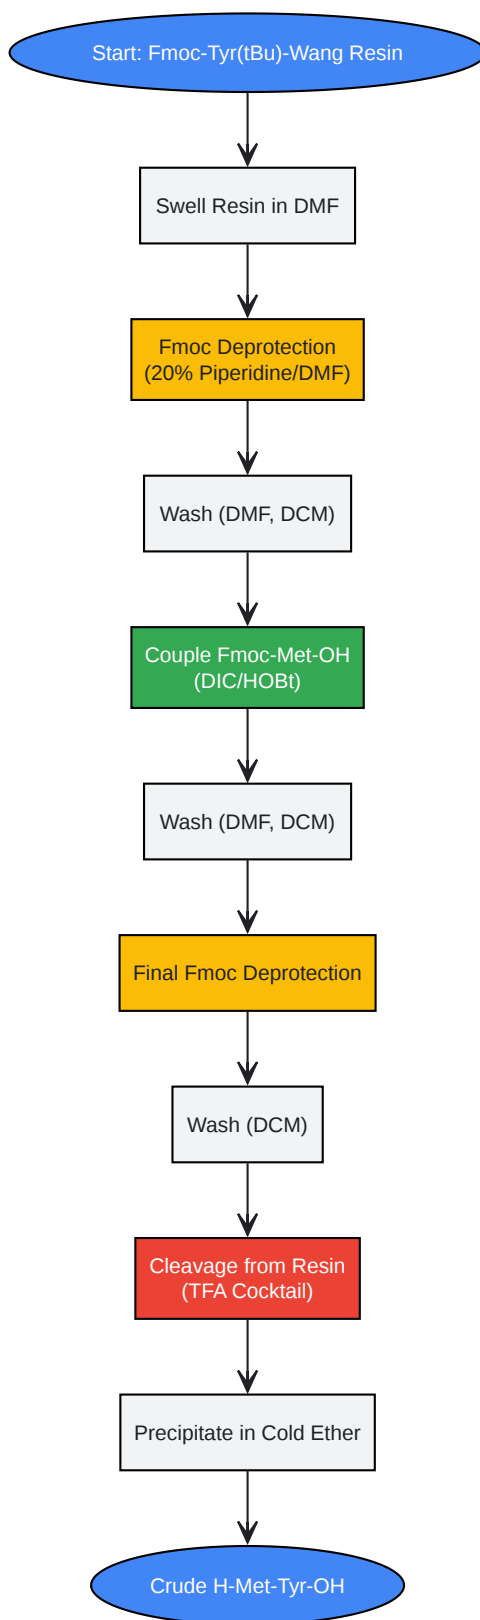 Start: Fmoc-Tyr(tBu)-Wang Resin
Swell Resin in DMF
Fmoc Deprotection
(20% Piperidine/DMF)
Wash (DMF, DCM)
Couple Fmoc-Met-OH
(DIC/HOBt)
Wash (DMF, DCM)
Final Fmoc Deprotection
Wash (DCM)
Cleavage from Resin
(TFA Cocktail)
Precipitate in Cold Ether
Crude H-Met-Tyr-OH